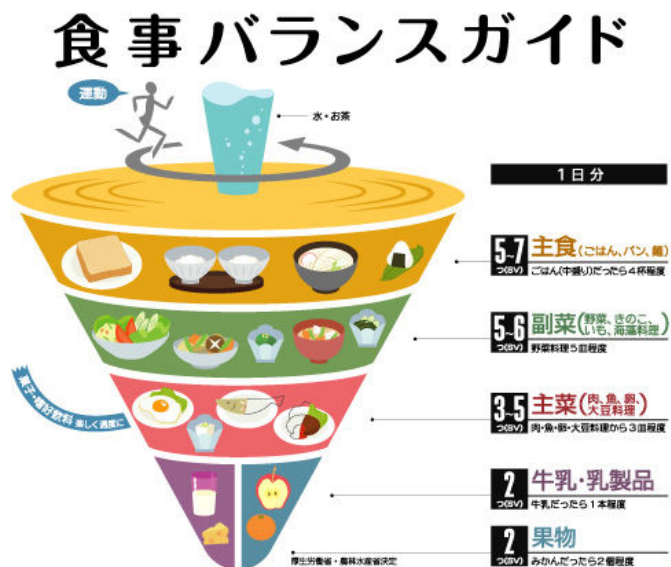 食事バランスガイド
運動
水・お茶
1日分
5~7
つ(SV)
主食(ごはん、パン、麺)
ごはん(中盛り)だったら4杯程度
5~6
つ(SV)
副菜(野菜、きのこ、
いも、海藻料理)
野菜料理5皿程度
菓子・嗜好飲料 楽しく適度に
3~5
つ(SV)
主菜(肉、魚、卵、
大豆料理)
肉・魚・卵・大豆料理から3皿程度
2
つ(SV)
牛乳・乳製品
牛乳だったら1本程度
2
つ(SV)
果物
みかんだったら2個程度
厚生労働省・農林水産省決定